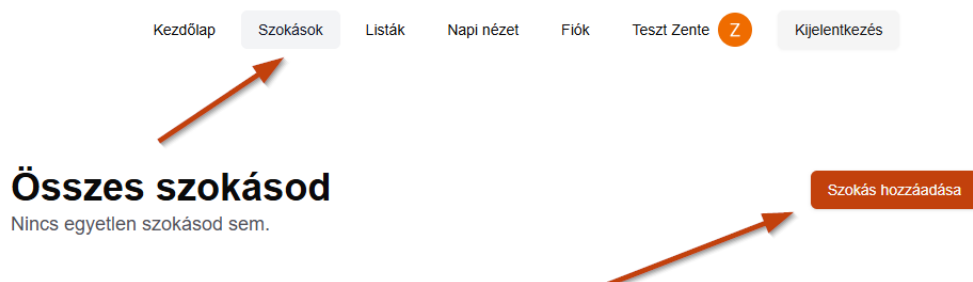 Kezdőlap Szokások Listák Napi nézet Fiók Teszt Zente Z Kijelentkezés
Összes szokásod
Szokás hozzáadása
Nincs egyetlen szokásod sem.